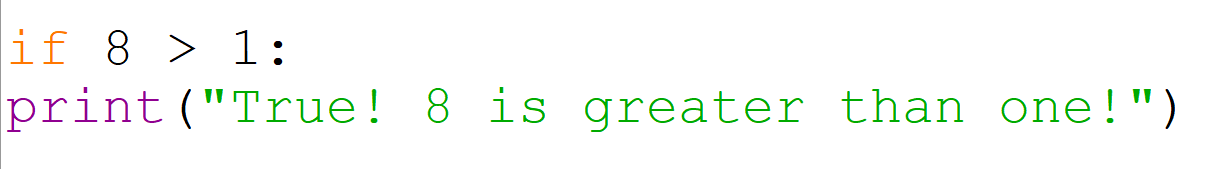 if 8 > 1:
print("True! 8 is greater than one!")